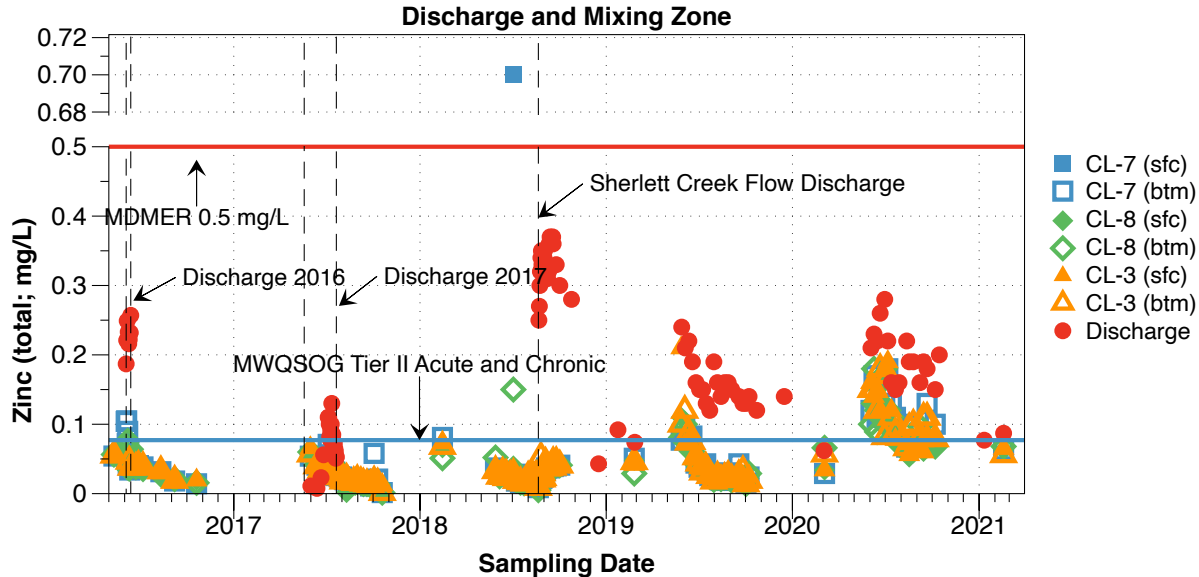 Discharge and Mixing Zone
Zinc (total; mg/L)
0.72
0.70
0.68
0.5
0.4
0.3
0.2
0.1
0
MDMER 0.5 mg/L
Sherlett Creek Flow Discharge
Discharge 2016
Discharge 2017
MWQSOG Tier II Acute and Chronic
2017
2018
2019
2020
2021
Sampling Date
CL-7 (sfc)
CL-7 (btm)
CL-8 (sfc)
CL-8 (btm)
CL-3 (sfc)
CL-3 (btm)
Discharge